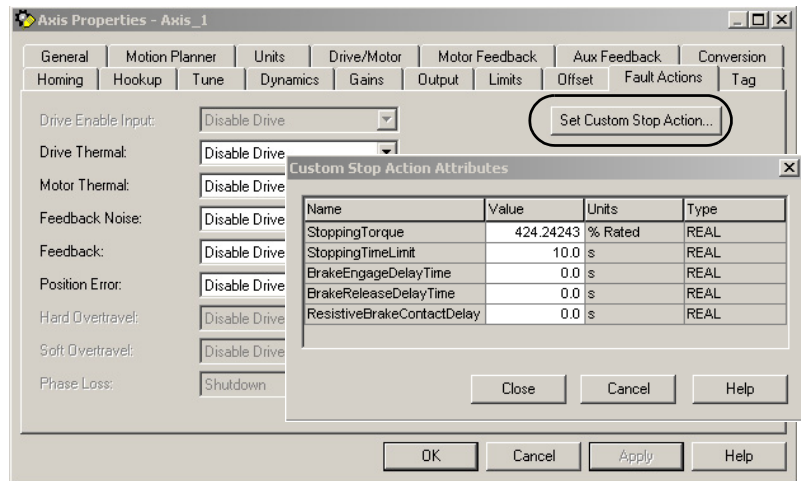 Axis Properties - Axis_1
General Motion Planner Units Drive/Motor Motor Feedback Aux Feedback Conversion
Homing Hookup Tune Dynamics Gains Output Limits Offset Fault Actions Tag
Drive Enable Input: Disable Drive
Set Custom Stop Action...
Drive Thermal: Disable Drive
Motor Thermal: Disable Drive
Feedback Noise: Disable Drive
Feedback: Disable Drive
Position Error: Disable Drive
Hard Overtravel: Disable Drive
Soft Overtravel: Disable Drive
Phase Loss: Shutdown
Custom Stop Action Attributes
Name Value Units Type
StoppingTorque 424.24243 % Rated REAL
StoppingTimeLimit 10.0 s REAL
BrakeEngageDelayTime 0.0 s REAL
BrakeReleaseDelayTime 0.0 s REAL
ResistiveBrakeContactDelay 0.0 s REAL
Close Cancel Help
OK Cancel Apply Help